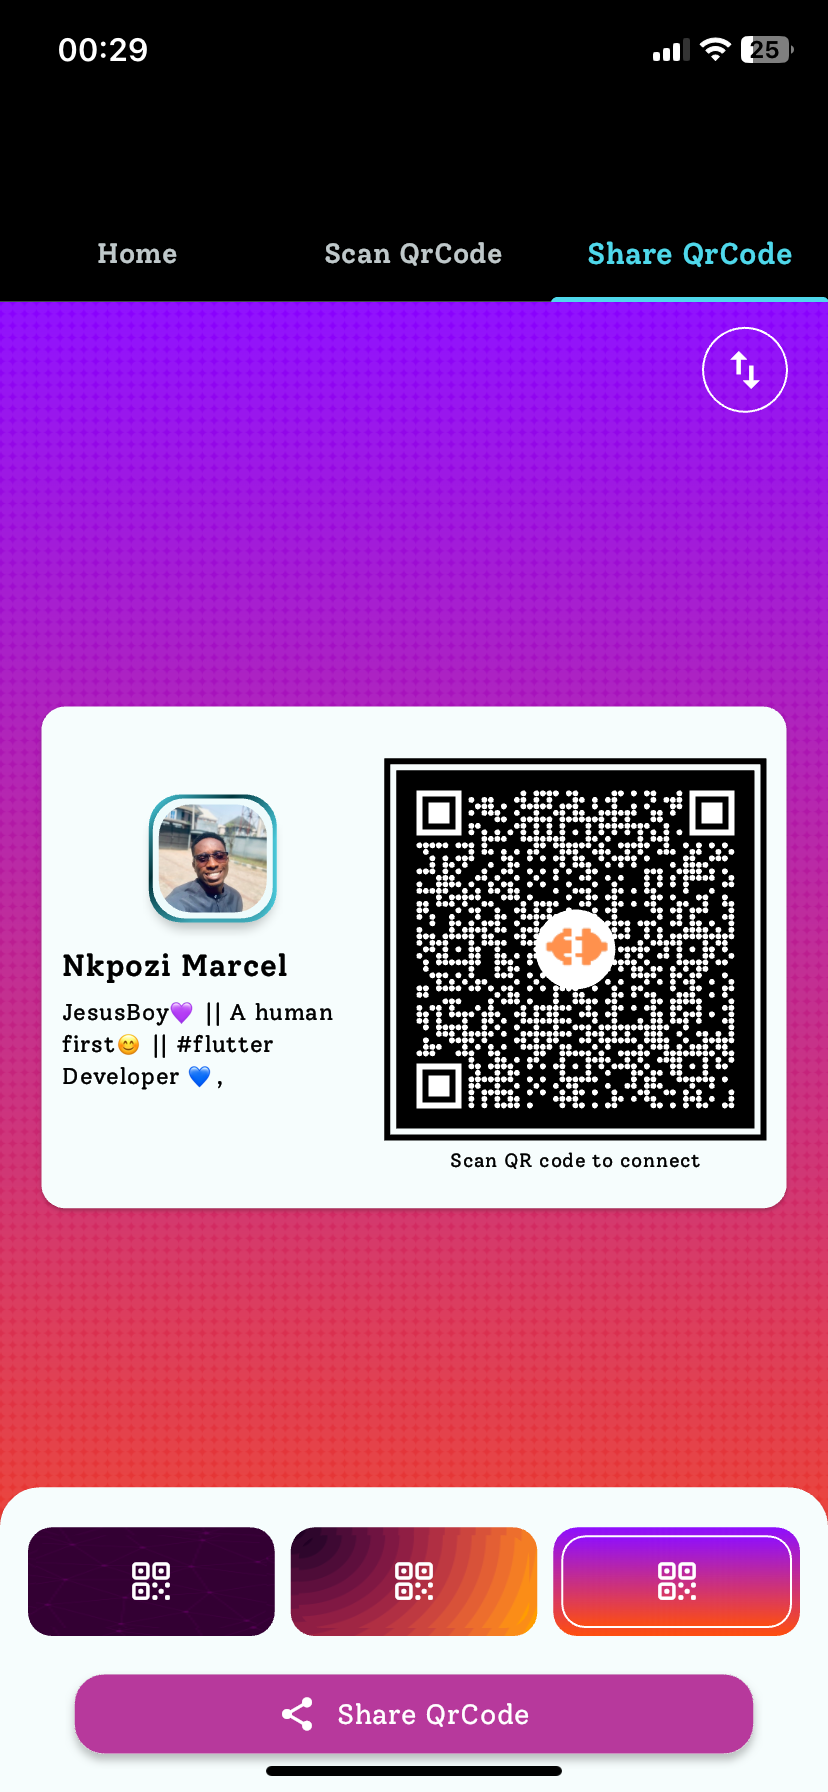 00:29
25
Home
Scan QrCode
Share QrCode
Nkpozi Marcel
JesusBoy💜 || A human
first😊 || #flutter
Developer 💙 ,
Scan QR code to connect
Share QrCode